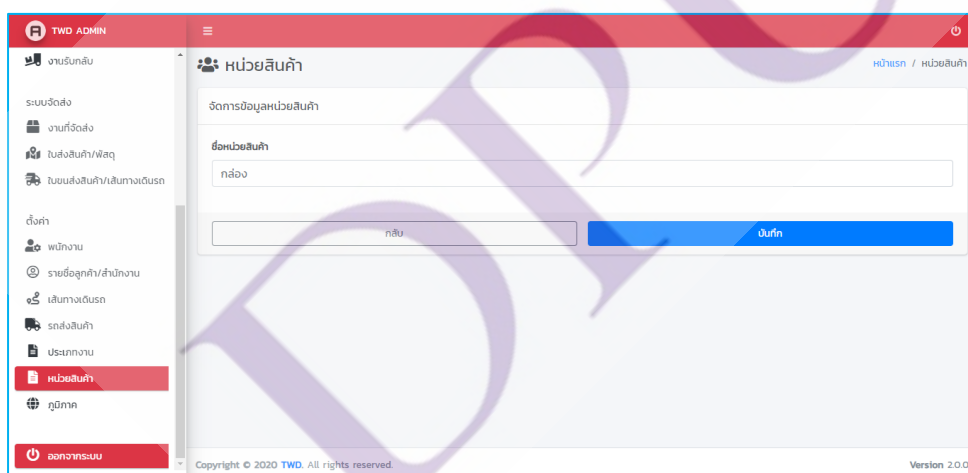 TWD ADMIN
งานรับกลับ
ระบบจัดส่ง
งานที่จัดส่ง
ใบส่งสินค้า/พัสดุ
ใบขนส่งสินค้า/เส้นทางเดินรถ
ตั้งค่า
พนักงาน
รายชื่อลูกค้า/สำนักงาน
เส้นทางเดินรถ
รถส่งสินค้า
ประเภทงาน
หน่วยสินค้า
ภูมิภาค
ออกจากระบบ
หน่วยสินค้า
หน้าแรก / หน่วยสินค้า
จัดการข้อมูลหน่วยสินค้า
ชื่อหน่วยสินค้า
กล่อง
กลับ
บันทึก
Copyright © 2020 TWD. All rights reserved.
Version 2.0.0
DPU